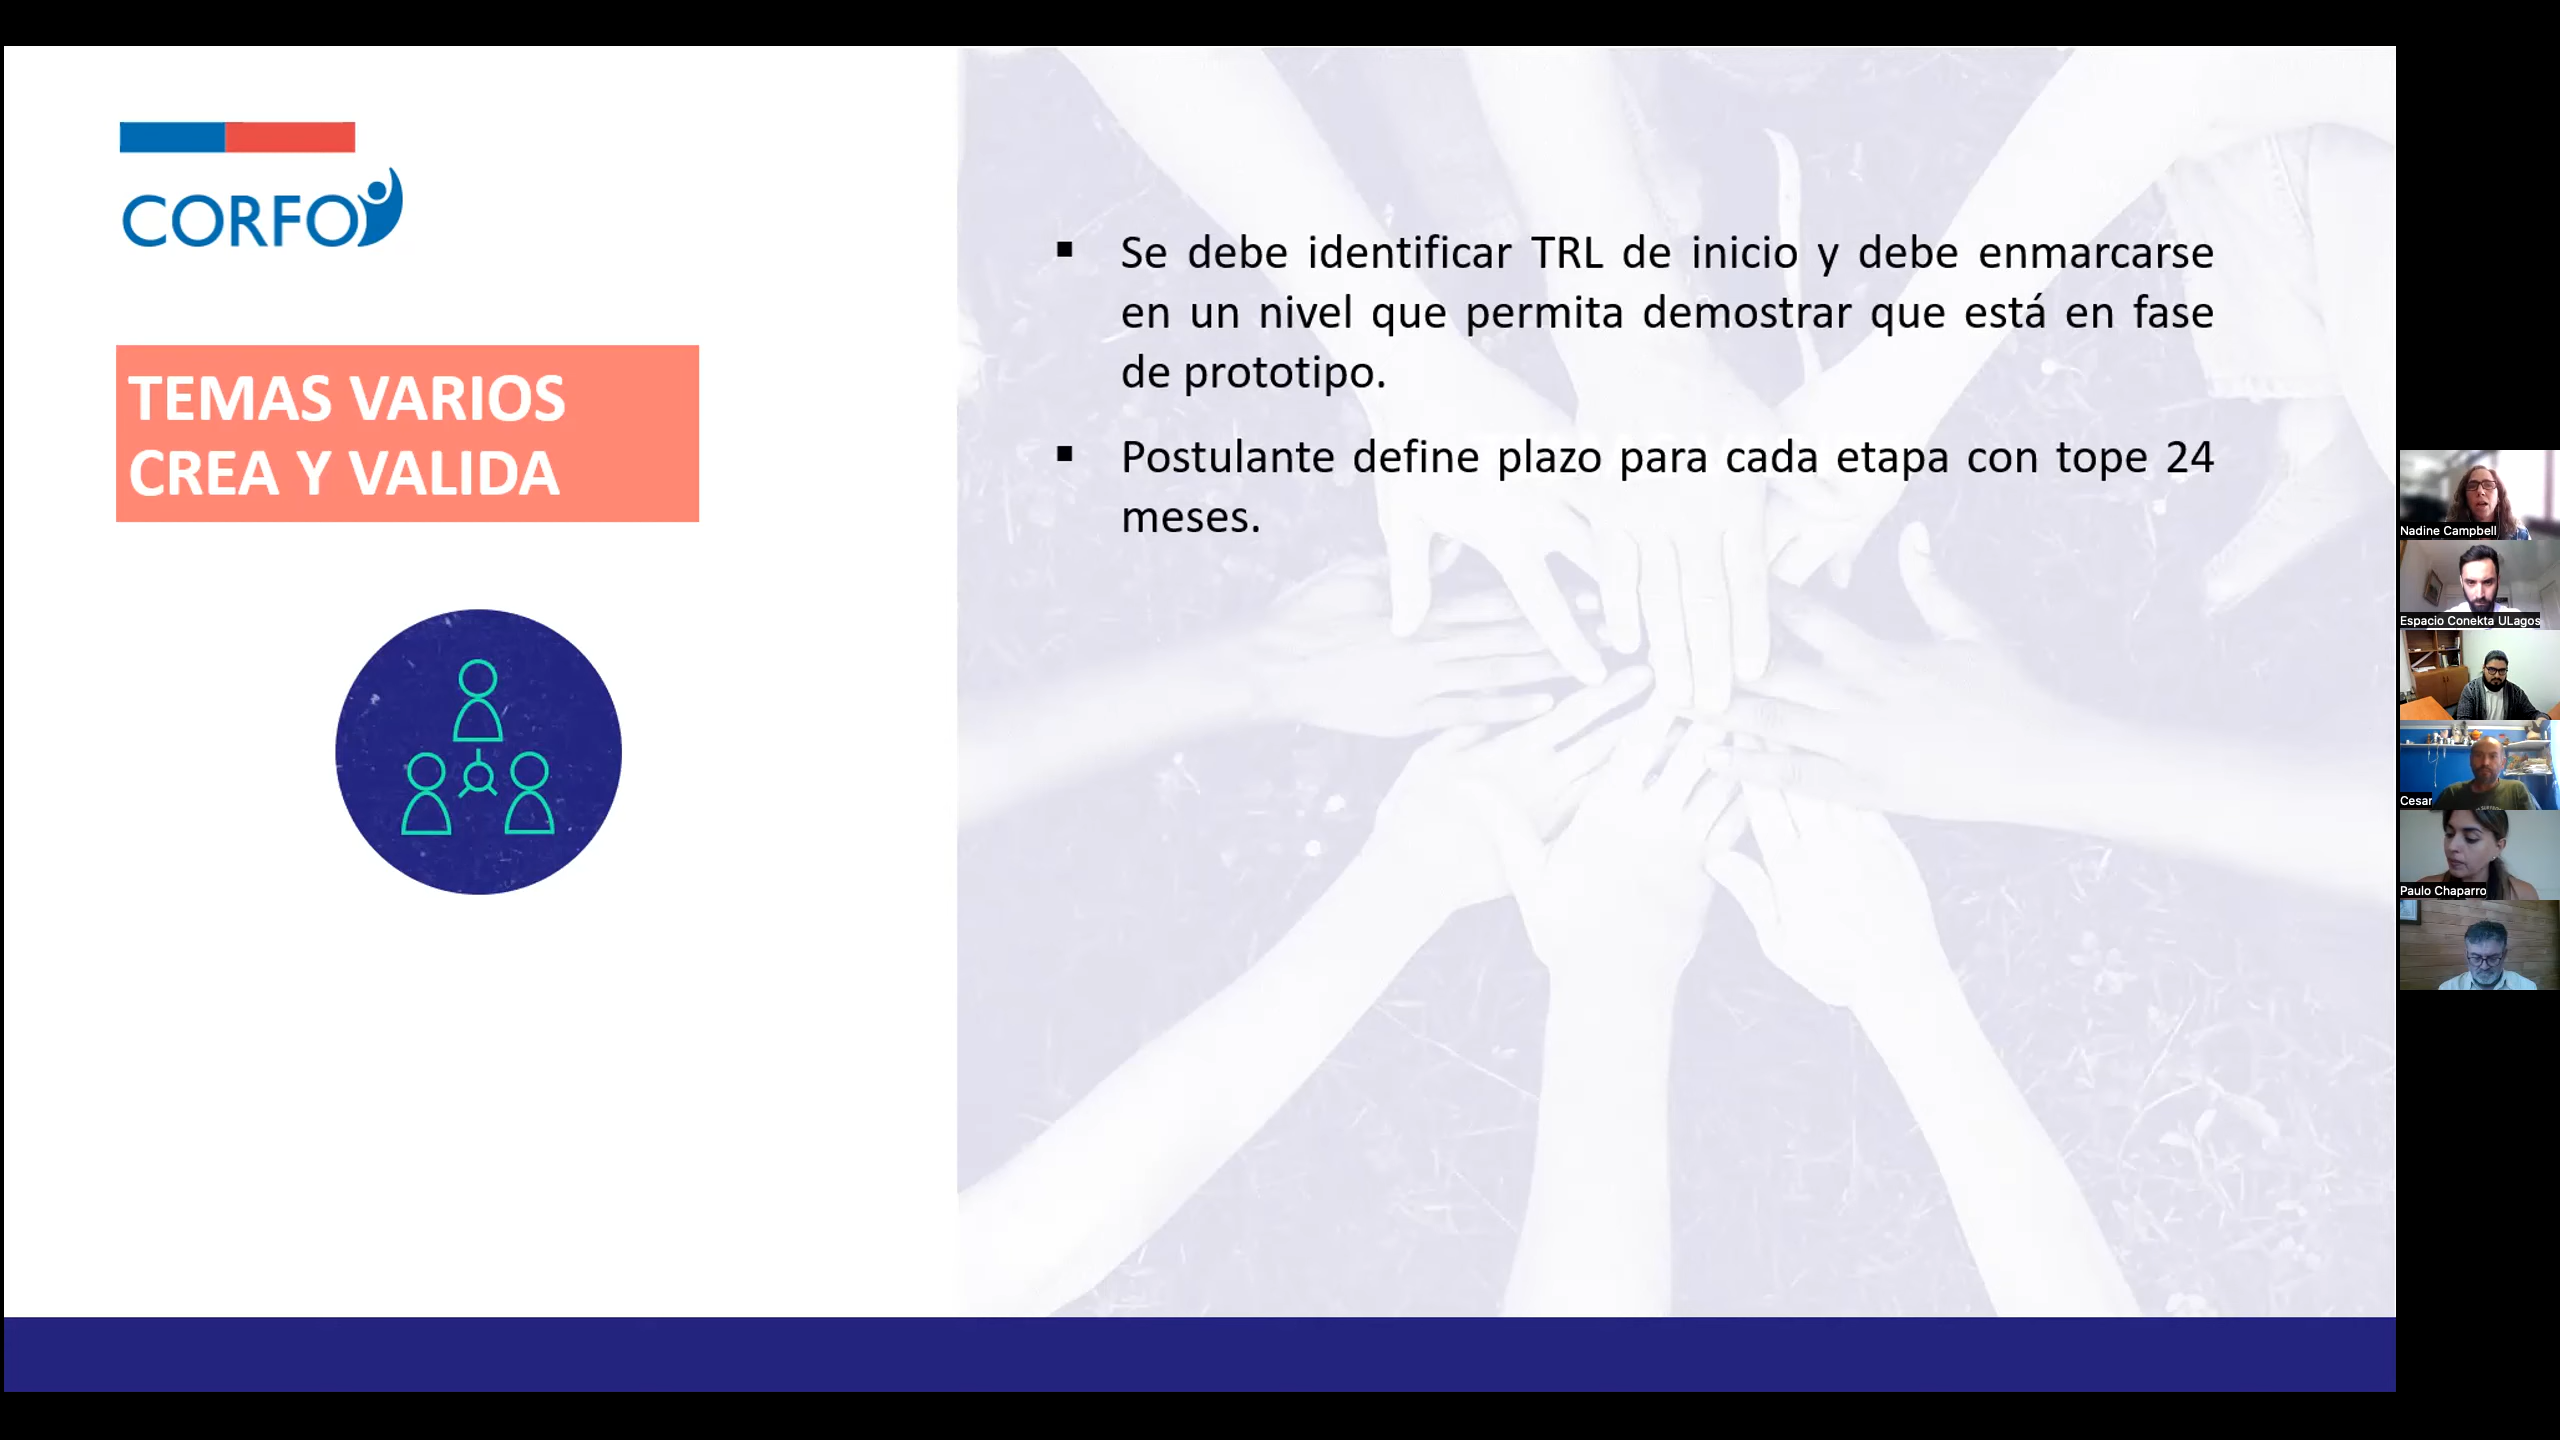 CORFO
TEMAS VARIOS
CREA Y VALIDA
▪ Se debe identificar TRL de inicio y debe enmarcarse
en un nivel que permita demostrar que está en fase
de prototipo.
▪ Postulante define plazo para cada etapa con tope 24
meses.
Nadine Campbell
Espacio Conekta ULagos
Cesar
Paulo Chaparro